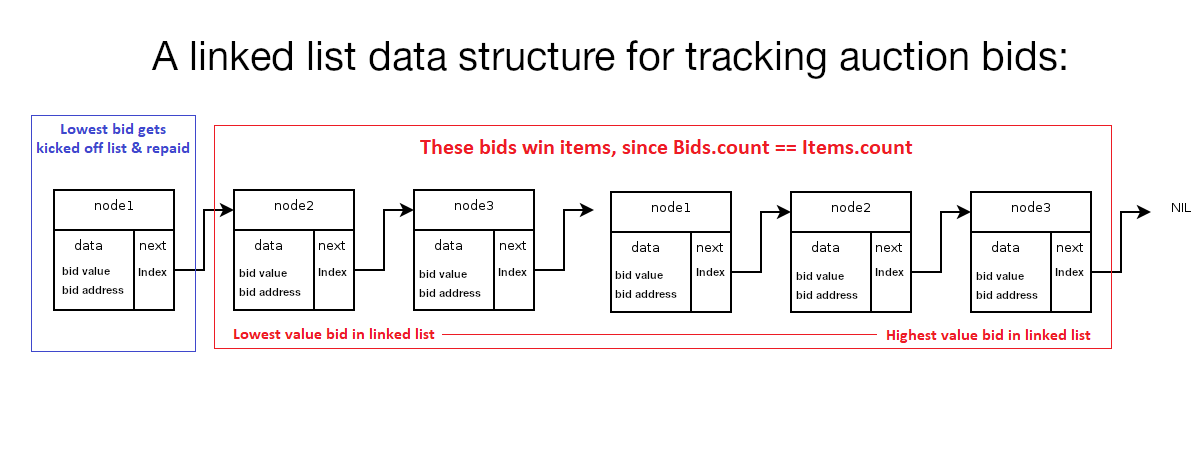 A linked list data structure for tracking auction bids:
Lowest bid gets
kicked off list & repaid
These bids win items, since Bids.count == Items.count
node1
data
next
bid value
Index
bid address
node2
data
next
bid value
Index
bid address
node3
data
next
bid value
Index
bid address
node1
data
next
bid value
Index
bid address
node2
data
next
bid value
Index
bid address
node3
data
next
bid value
Index
bid address
NIL
Lowest value bid in linked list
Highest value bid in linked list